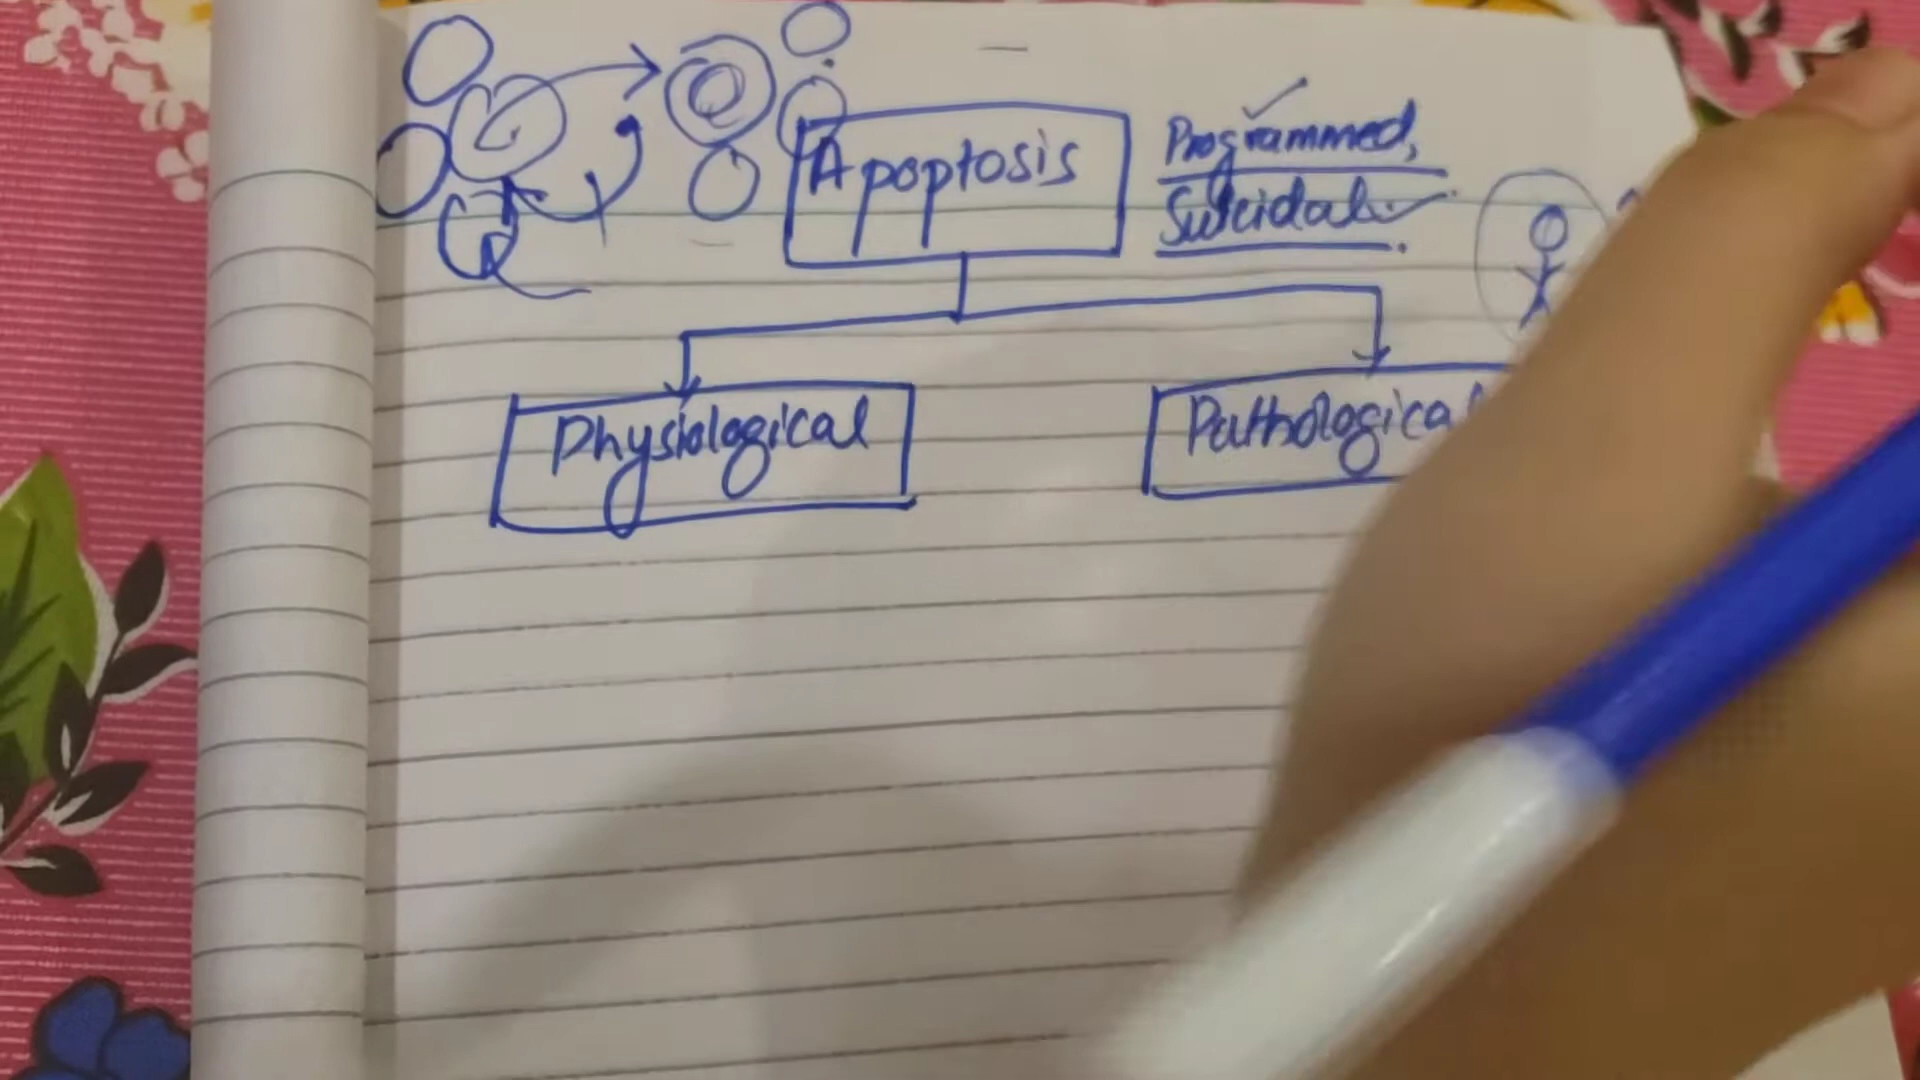 Apoptosis
Programmed,
Suicidal.
Physiological
Pathological